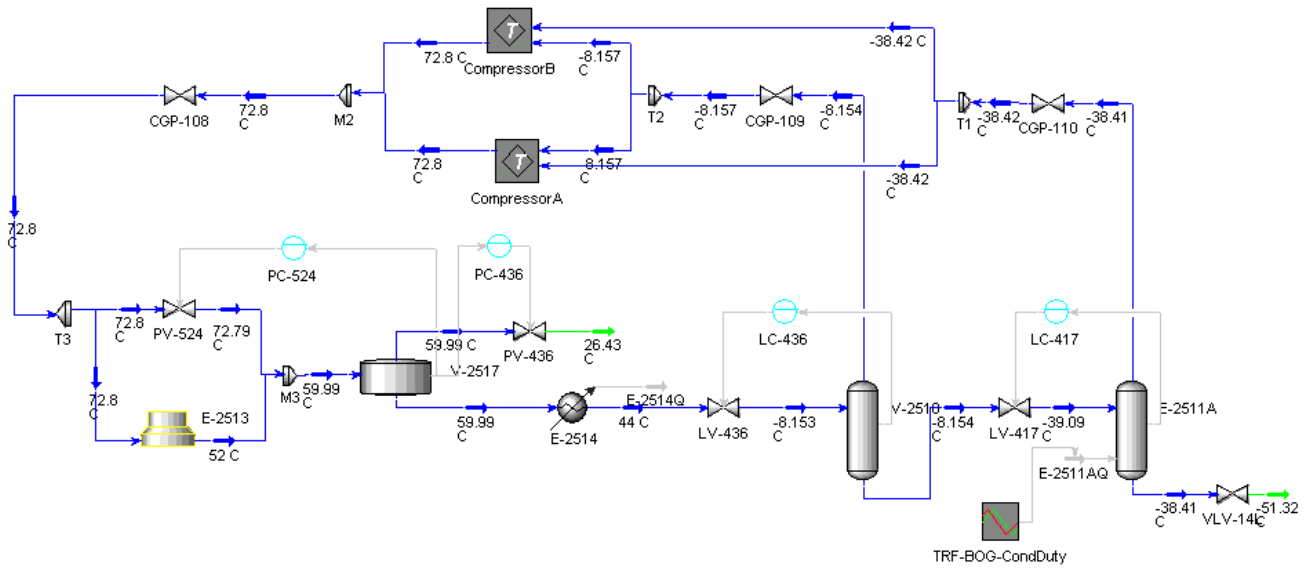 -38.42 C
T
72.8 C
-8.157
C
CompressorB
72.8
C
CGP-108
M2
-8.157
C
T2
-8.154
C
CGP-109
-38.42
C
T1
-38.41
C
CGP-110
T
72.8
C
8.157
C
CompressorA
-38.42
C
72.8
C
PC-524
PC-436
LC-436
LC-417
T3
72.8
C
PV-524
72.79
C
59.99 C
PV-436
26.43
C
M3
59.99
C
V-2517
72.8
C
E-2513
52 C
59.99
C
E-2514
E-2514Q
44 C
LV-436
-8.153
C
-8.154
C
LV-417
-39.09
C
E-2511A
E-2511AQ
-38.41
C
-51.32
C
TRF-BOG-CondDuty